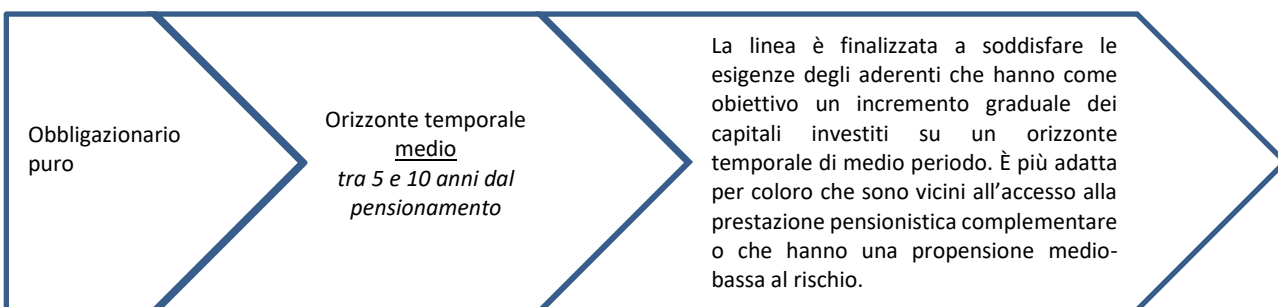 Obbligazionario
puro
Orizzonte temporale
medio
tra 5 e 10 anni dal
pensionamento
La linea è finalizzata a soddisfare le
esigenze degli aderenti che hanno come
obiettivo un incremento graduale dei
capitali investiti su un orizzonte
temporale di medio periodo. È più adatta
per coloro che sono vicini all’accesso alla
prestazione pensionistica complementare
o che hanno una propensione medio-
bassa al rischio.